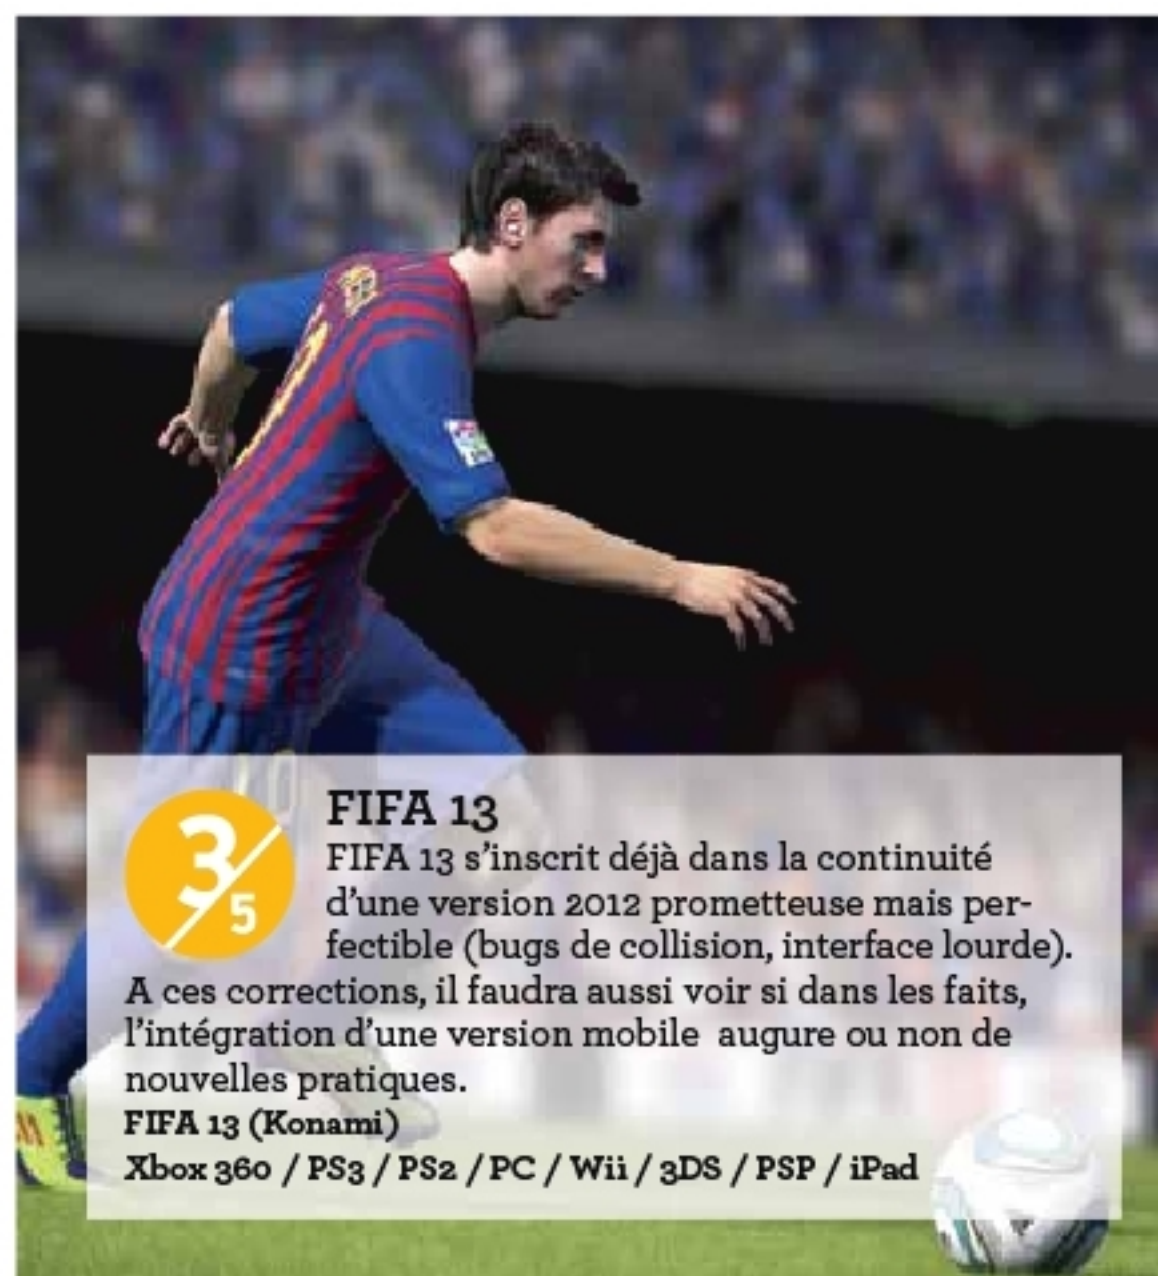 3/5
FIFA 13
FIFA 13 s'inscrit déjà dans la continuité
d'une version 2012 prometteuse mais per-
fectible (bugs de collision, interface lourde).
A ces corrections, il faudra aussi voir si dans les faits,
l'intégration d'une version mobile augure ou non de
nouvelles pratiques.
FIFA 13 (Konami)
Xbox 360 / PS3 / PS2 / PC / Wii / 3DS / PSP / iPad
10